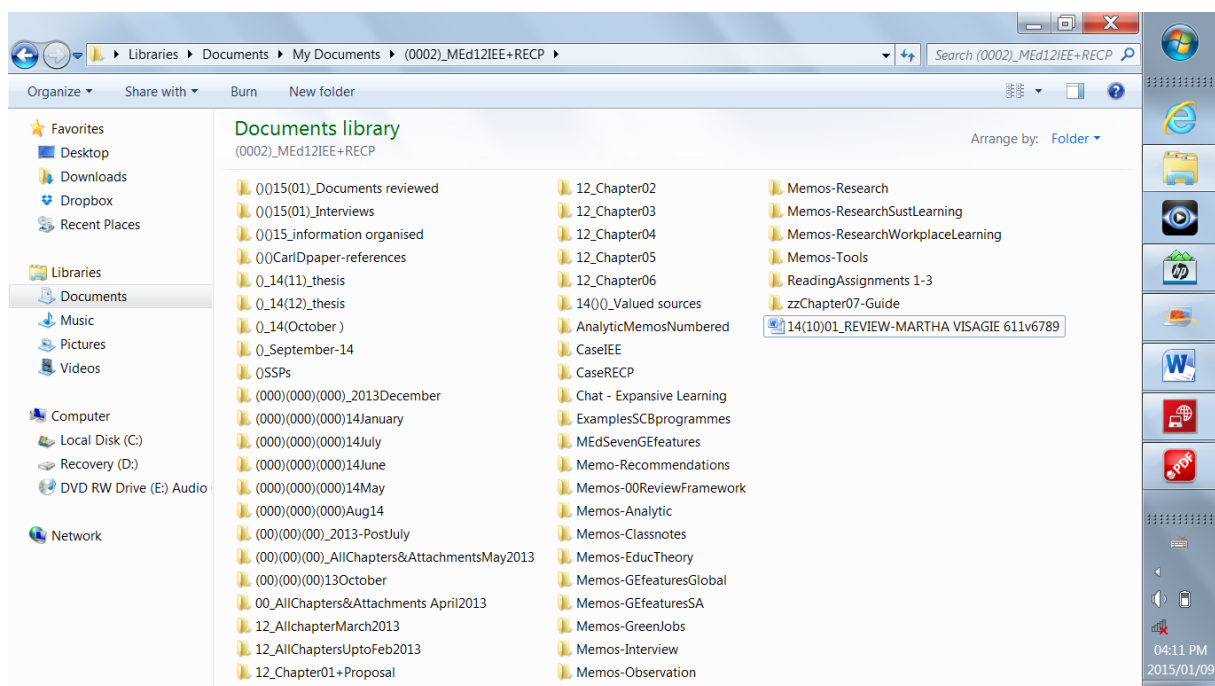 Libraries ▸ Documents ▸ My Documents ▸ (0002)_MEd12IEE+RECP ▸
Search (0002)_MEd12IEE+RECP
Organize Share with Burn New folder
Favorites
Desktop
Downloads
Dropbox
Recent Places
Libraries
Documents
Music
Pictures
Videos
Computer
Local Disk (C:)
Recovery (D:)
DVD RW Drive (E:) Audio
Network
Documents library
(0002)_MEd12IEE+RECP
Arrange by: Folder
()()15(01)_Documents reviewed
()()15(01)_Interviews
()()15_information organised
()()CarlDpaper-references
()_14(11)_thesis
()_14(12)_thesis
()_14(October )
()_September-14
()SSPs
(000)(000)(000)_2013December
(000)(000)(000)14January
(000)(000)(000)14July
(000)(000)(000)14June
(000)(000)(000)14May
(000)(000)(000)Aug14
(00)(00)(00)_2013-PostJuly
(00)(00)(00)_AllChapters&AttachmentsMay2013
(00)(00)(00)13October
00_AllChapters&Attachments April2013
12_AllchapterMarch2013
12_AllChaptersUptoFeb2013
12_Chapter01+Proposal
12_Chapter02
12_Chapter03
12_Chapter04
12_Chapter05
12_Chapter06
14()()_Valued sources
AnalyticMemosNumbered
CaseIEE
CaseRECP
Chat - Expansive Learning
ExamplesSCBprogrammes
MEdSevenGEfeatures
Memo-Recommendations
Memos-00ReviewFramework
Memos-Analytic
Memos-Classnotes
Memos-EducTheory
Memos-GEfeaturesGlobal
Memos-GEfeaturesSA
Memos-GreenJobs
Memos-Interview
Memos-Observation
Memos-Research
Memos-ResearchSustLearning
Memos-ResearchWorkplaceLearning
Memos-Tools
ReadingAssignments 1-3
zzChapter07-Guide
14(10)01_REVIEW-MARTHA VISAGIE 611v6789
hp
W
PDF
04:11 PM
2015/01/09